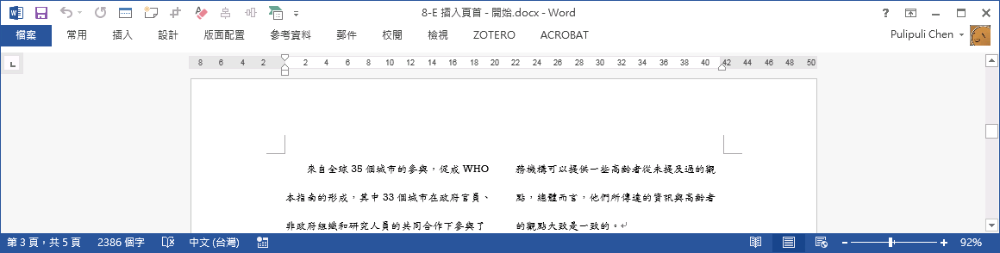 8-E 插入頁首 - 開始.docx - Word
檔案 常用 插入 設計 版面配置 參考資料 郵件 校閱 檢視 ZOTERO ACROBAT Pulipuli Chen
8 6 4 2 2 4 6 8 10 12 14 16 18 20 22 24 26 28 30 32 34 36 38 40 42 44 46 48 50
來自全球 35 個城市的參與，促成 WHO
本指南的形成，其中 33 個城市在政府官員、
非政府組織和研究人員的共同合作下參與了
務機構可以提供一些高齡者從未提及過的觀
點，總體而言，他們所傳達的資訊與高齡者
的觀點大致是一致的。
第 3 頁，共 5 頁 2386 個字 中文 (台灣) 92%